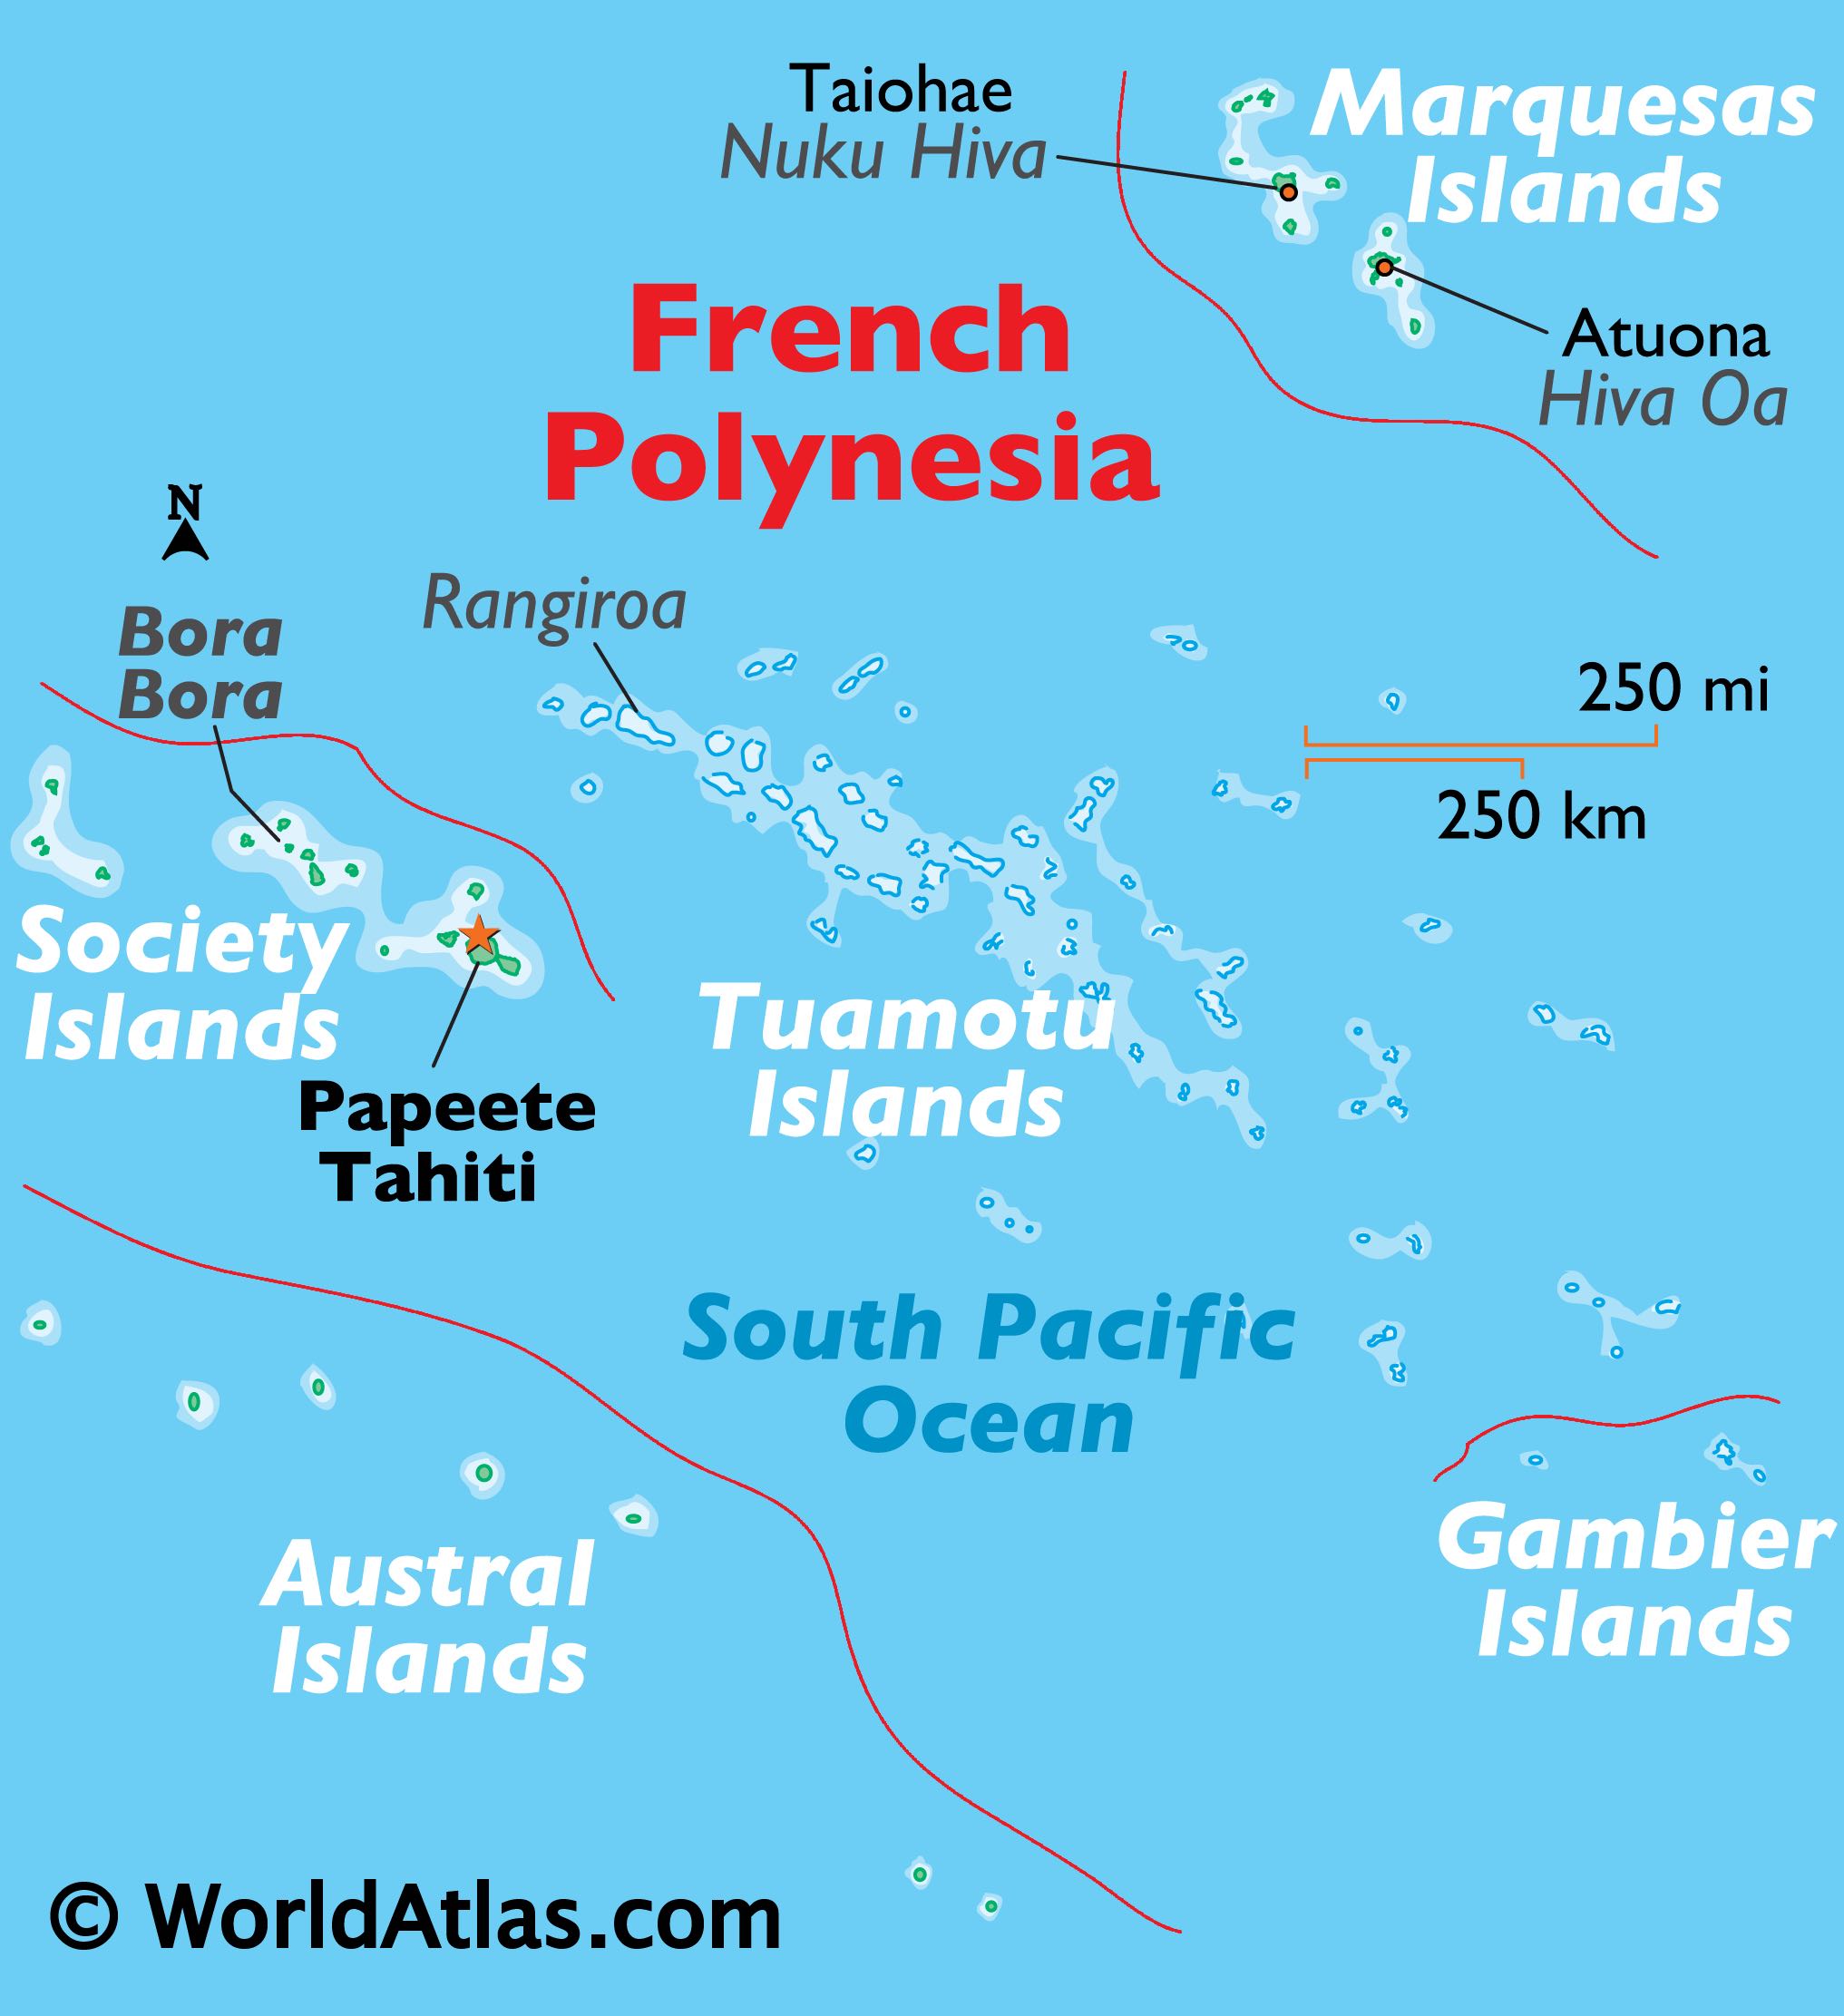 Taiohae
Nuku Hiva
Marquesas
Islands
Atuona
Hiva Oa
French
Polynesia
N
Bora
Bora
Rangiroa
250 mi
250 km
Society
Islands
Papeete
Tahiti
Tuamotu
Islands
South Pacific
Ocean
Austral
Islands
Gambier
Islands
© WorldAtlas.com